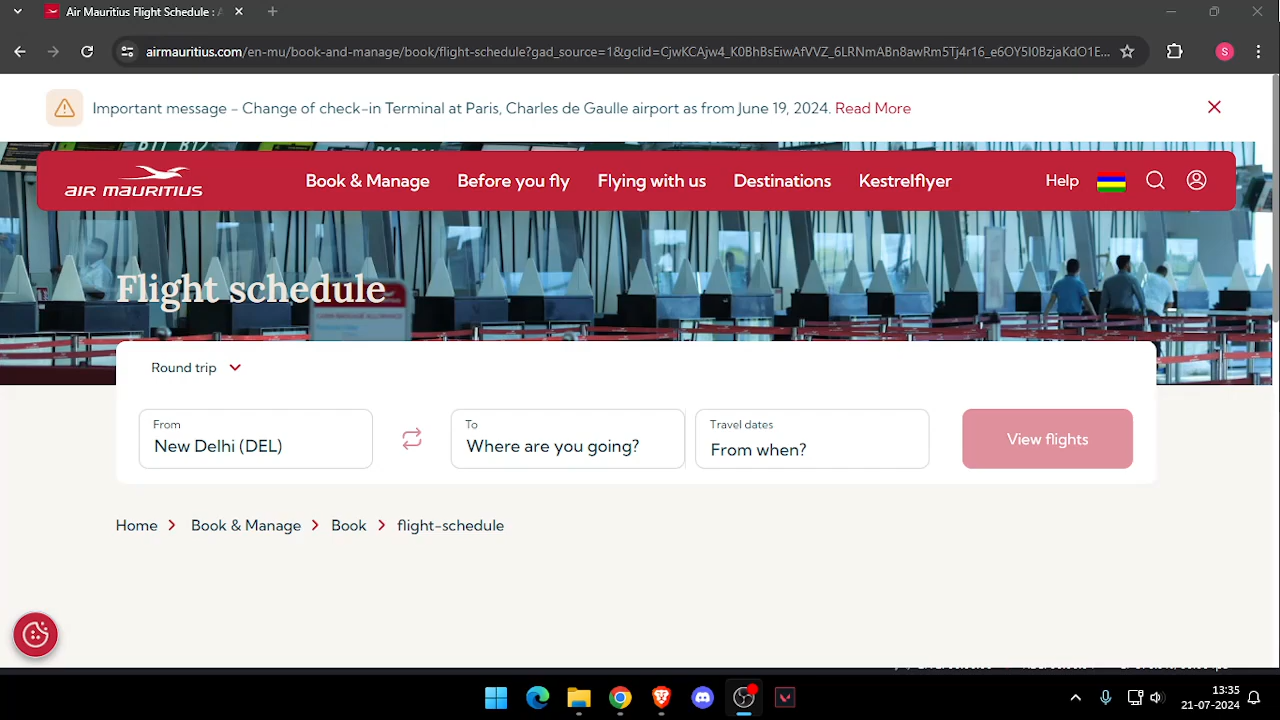 Air Mauritius Flight Schedule : A
airmauritius.com/en-mu/book-and-manage/book/flight-schedule?gad_source=1&gclid=CjwKCAjw4_K0BhBsEiwAfVVZ_6LRNmABn8awRm5Tj4r16_e6OY5I0BzjaKdO1E...
S
Important message - Change of check-in Terminal at Paris, Charles de Gaulle airport as from June 19, 2024. Read More
B11 B12
AIR MAURITIUS
Book & Manage Before you fly Flying with us Destinations Kestrelflyer Help
Flight schedule
Round trip
From To Travel dates
New Delhi (DEL) Where are you going? From when? View flights
Home Book & Manage Book flight-schedule
13:35
21-07-2024